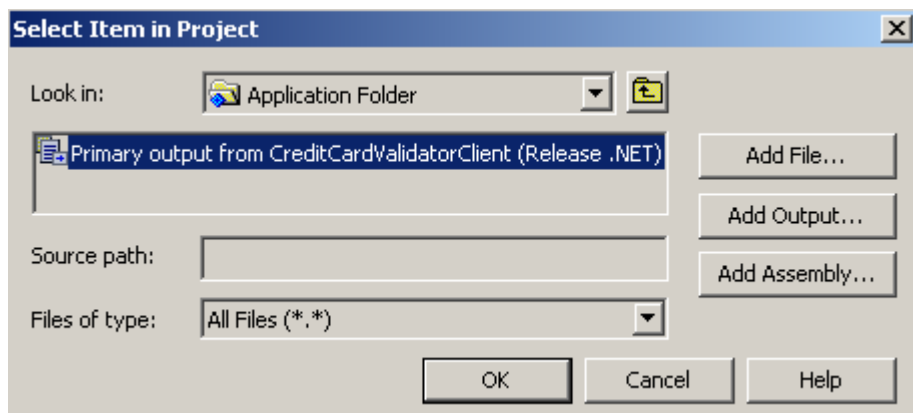 Select Item in Project
Look in:
Application Folder
Primary output from CreditCardValidatorClient (Release .NET)
Add File...
Add Output...
Source path:
Add Assembly...
Files of type:
All Files (*.*)
OK
Cancel
Help